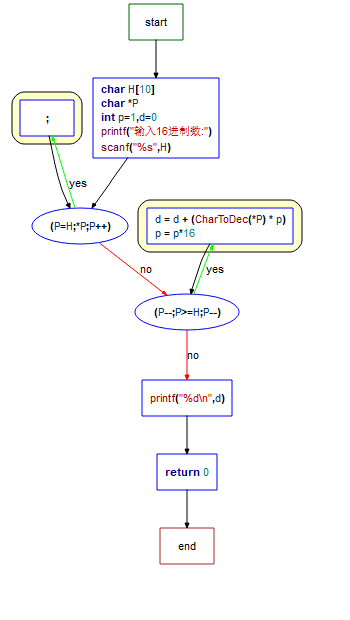 start
char H[10]
char *P
int p=1,d=0
printf("输入16进制数:")
scanf("%s",H)
;
yes
(P=H;*P;P++)
d = d + (CharToDec(*P) * p)
p = p*16
no
yes
(P--;P>=H;P--)
no
printf("%d\n",d)
return 0
end